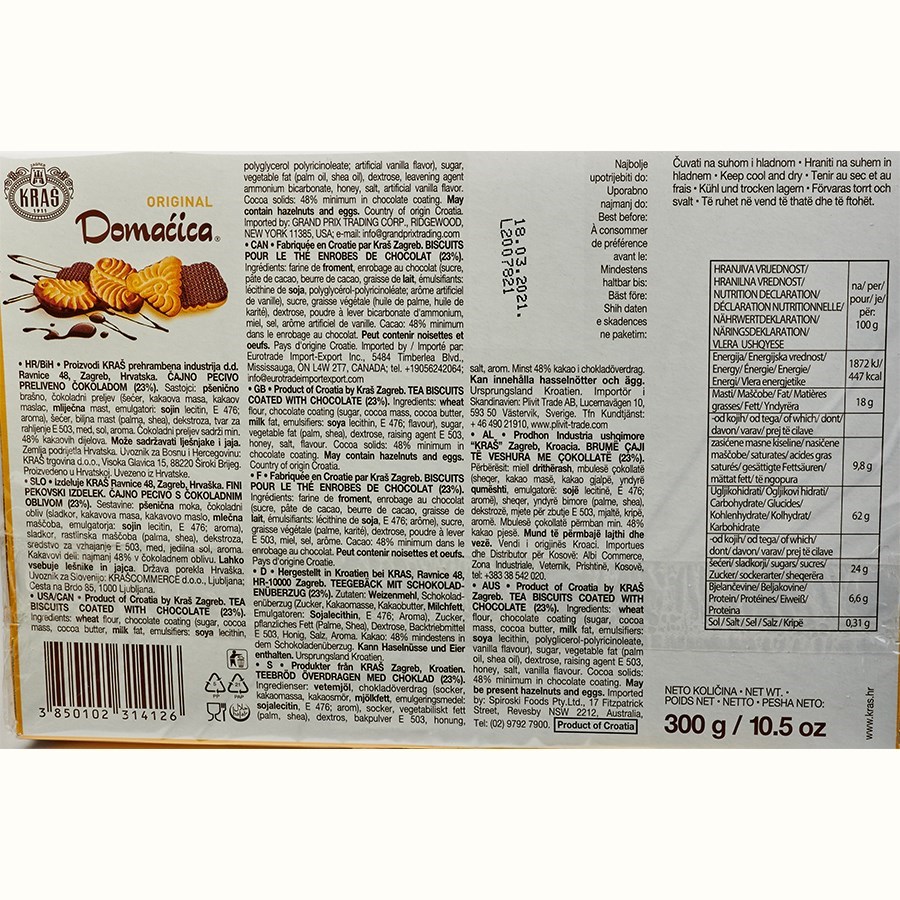 ZAGREB
KRAŠ
1911
ORIGINAL
Domaćica®
• HR/BiH • Proizvodi KRAŠ prehrambena industrija d.d.
Ravnice 48, Zagreb, Hrvatska. ČAJNO PECIVO
PRELIVENO ČOKOLADOM (23%). Sastojci: pšenično
brašno, čokoladni preljev (šećer, kakaova masa, kakaov
maslac, mliječna mast, emulgatori: sojin lecitin, E 476;
aroma), šećer, biljna mast (palma, shea), dekstroza, tvar za
rahljenje E 503, med, sol, aroma. Čokoladni preljev sadrži min.
48% kakaovih dijelova. Može sadržavati lješnjake i jaja.
Zemlja podrijetla Hrvatska. Uvoznik za Bosnu i Hercegovinu:
KRAŠ trgovina d.o.o., Visoka Glavica 15, 88220 Široki Brijeg.
Proizvedeno u Hrvatskoj. Uvezeno iz Hrvatske.
• SLO • Izdeluje KRAŠ Ravnice 48, Zagreb, Hrvaška. FINI
PEKOVSKI IZDELEK. ČAJNO PECIVO S ČOKOLADNIM
OBLIVOM (23%). Sestavine: pšenična moka, čokoladni
obliv (sladkor, kakavova masa, kakavovo maslo, mlečna
maščoba, emulgatorja: sojin lecitin, E 476, aroma),
sladkor, rastlinska maščoba (palma, shea), dekstroza,
sredstvo za vzhajanje E 503, med, jedilna sol, aroma.
Kakavovi deli: najmanj 48% v čokoladnem oblivu. Lahko
vsebuje lešnike in jajca. Država porekla Hrvaška.
Uvoznik za Slovenijo: KRAŠCOMMERCE d.o.o., Ljubljana;
Cesta na Brdo 85, 1000 Ljubljana.
• USA/CAN • Product of Croatia by Kraš Zagreb. TEA
BISCUITS COATED WITH CHOCOLATE (23%).
Ingredients: wheat flour, chocolate coating (sugar, cocoa
mass, cocoa butter, milk fat, emulsifiers: soya lecithin,
3 850102 314126
polyglycerol polyricinoleate; artificial vanilla flavor), sugar,
vegetable fat (palm oil, shea oil), dextrose, leavening agent
ammonium bicarbonate, honey, salt, artificial vanilla flavor.
Cocoa solids: 48% minimum in chocolate coating. May
contain hazelnuts and eggs. Country of origin Croatia.
Imported by: GRAND PRIX TRADING CORP., RIDGEWOOD,
NEW YORK 11385, USA; e-mail: info@grandprixtrading.com
• CAN • Fabriquée en Croatie par Kraš Zagreb. BISCUITS
POUR LE THÉ ENROBES DE CHOCOLAT (23%).
Ingrédients: farine de froment, enrobage au chocolat (sucre,
pâte de cacao, beurre de cacao, graisse de lait, émulsifiants:
lécithine de soja, polyglycérol-polyricinoléate; arôme artificiel
de vanille), sucre, graisse végétale (huile de palme, huile de
karité), dextrose, poudre à lever bicarbonate d'ammonium,
miel, sel, arôme artificiel de vanille. Cacao: 48% minimum
dans le enrobage au chocolat. Peut contenir noisettes et
oeufs. Pays d'origine Croatie. Imported by / Importé par:
Eurotrade Import-Export Inc., 5484 Timberlea Blvd.,
Mississauga, ON L4W 2T7, CANADA; tel. +19056242064;
info@eurotradeimportexport.com
• GB • Product of Croatia by Kraš Zagreb. TEA BISCUITS
COATED WITH CHOCOLATE (23%). Ingredients: wheat
flour, chocolate coating (sugar, cocoa mass, cocoa butter,
milk fat, emulsifiers: soya lecithin, E 476; flavour), sugar,
vegetable fat (palm, shea), dextrose, raising agent E 503,
honey, salt, flavour. Cocoa solids: 48% minimum in
chocolate coating. May contain hazelnuts and eggs.
Country of origin Croatia.
• F • Fabriquée en Croatie par Kraš Zagreb. BISCUITS
POUR LE THÉ ENROBES DE CHOCOLAT (23%).
Ingrédients: farine de froment, enrobage au chocolat
(sucre, pâte de cacao, beurre de cacao, graisse de
lait, émulsifiants: lécithine de soja, E 476; arôme), sucre,
graisse végétale (palme, karité), dextrose, poudre à lever
E 503, miel, sel, arôme. Cacao: 48% minimum dans le
enrobage au chocolat. Peut contenir noisettes et oeufs.
Pays d'origine Croatie.
• D • Hergestellt in Kroatien bei KRAS, Ravnice 48,
HR-10000 Zagreb. TEEGEBÄCK MIT SCHOKOLAD-
ENÜBERZUG (23%). Zutaten: Weizenmehl, Schokolad-
enüberzug (Zucker, Kakaomasse, Kakaobutter, Milchfett,
Emulgatoren: Sojalecithin, E 476; Aroma), Zucker,
pflanzliches Fett (Palme, Shea), Dextrose, Backtriebmittel
E 503, Honig, Salz, Aroma. Kakao: 48% mindestens in
dem Schokoladenüberzug. Kann Haselnüsse und Eier
enthalten. Ursprungsland Kroatien.
• S • Produkter från KRAŠ Zagreb, Kroatien.
TEEBRÖD ÖVERDRAGEN MED CHOKLAD (23%).
Ingredienser: vetemjöl, chokladöverdrag (socker,
kakaomassa, kakaosmör, mjölkfett, emulgeringsmedel:
sojalecitin, E 476; arom), socker, vegetabiliskt fett
(palm, shea), dextros, bakpulver E 503, honung,
PP
PAP
Najbolje
upotrijebiti do:
Uporabno
najmanj do:
Best before:
À consommer
de préférence
avant le:
Mindestens
haltbar bis:
Bäst före:
Shih daten
e skadences
ne paketim:
18.03.2021.
L2007821
salt, arom. Minst 48% kakao i chokladöverdrag.
Kan innehålla hasselnötter och ägg.
Ursprungsland Kroatien. Importör i
Skandinavien: Plivit Trade AB, Lucernavägen 10,
593 50 Västervik, Sverige. Tfn Kundtjänst:
+ 46 490 21910, www.plivit-trade.com
• AL • Prodhon Industria ushqimore
"KRAŠ" Zagreb, Kroacia. BRUMË ÇAJI
TË VESHURA ME ÇOKOLLATË (23%).
Përbërësit: miell drithërash, mbulesë çokollatë
(sheqer, kakao masë, kakao gjalpë, yndyrë
qumështi, emulgatorë: sojë lecitinë, E 476;
aromë), sheqer, yndyrë bimore (palme, shea),
dekstrozë, mjete për zbutje E 503, mjaltë, kripë,
aromë. Mbulesë çokollatë përmban min. 48%
kakao pjesë. Mund të përmbajë lajthi dhe
vezë. Vendi i origjinës Kroaci. Importues
dhe Distributor për Kosovë: Albi Commerce,
Zona Industriale, Veternik, Prishtinë, Kosovë,
tel: +383 38 542 020.
• AUS • Product of Croatia by KRAŠ
Zagreb. TEA BISCUITS COATED WITH
CHOCOLATE (23%). Ingredients: wheat
flour, chocolate coating (sugar, cocoa
mass, cocoa butter, milk fat, emulsifiers:
soya lecithin, polyglycerol-polyricinoleate,
vanilla flavour), sugar, vegetable fat (palm
oil, shea oil), dextrose, raising agent E 503,
honey, salt, vanilla flavour. Cocoa solids:
48% minimum in chocolate coating. May
be present hazelnuts and eggs. Imported
by: Spiroski Foods Pty.Ltd., 17 Fitzpatrick
Street, Revesby NSW 2212, Australia,
Tel: (02) 9792 7900. Product of Croatia
Čuvati na suhom i hladnom • Hraniti na suhem in
hladnem • Keep cool and dry • Tenir au sec et au
frais • Kühl und trocken lagern • Förvaras torrt och
svalt • Të ruhet në vend të thatë dhe të ftohët.
HRANJIVA VRIJEDNOST/
HRANILNA VREDNOST/
NUTRITION DECLARATION/
DÉCLARATION NUTRITIONNELLE/
NÄHRWERTDEKLARATION/
NÄRINGSDEKLARATION/
VLERA USHQYESE
na/ per/
pour/ je/
për:
100 g
Energija/ Energijska vrednost/
Energy/ Énergie/ Energie/
Energi/ Vlera energjetike
1872 kJ/
447 kcal
Masti/ Maščobe/ Fat/ Matières
grasses/ Fett/ Yndyrëra
18 g
-od kojih/ od tega/ of which/ dont/
davon/ varav/ prej të cilave
zasićene masne kiseline/ nasičene
maščobe/ saturates/ acides gras
saturés/ gesättigte Fettsäuren/
mättat fett/ të ngopura
9,8 g
Ugljikohidrati/ Ogljikovi hidrati/
Carbohydrate/ Glucides/
Kohlenhydrate/ Kolhydrat/
Karbohidrate
62 g
-od kojih/ od tega/ of which/
dont/ davon/ varav/ prej të cilave
šećeri/ sladkorji/ sugars/ sucres/
Zucker/ sockerarter/ sheqerëra
24 g
Bjelančevine/ Beljakovine/
Protein/ Protéines/ Eiweiß/
Proteina
6,6 g
Sol / Salt / Sel / Salz / Kripë
0,31 g
NETO KOLIČINA • NET WT. •
POIDS NET • NETTO • PESHA NETO:
300 g / 10.5 oz
www.kras.hr